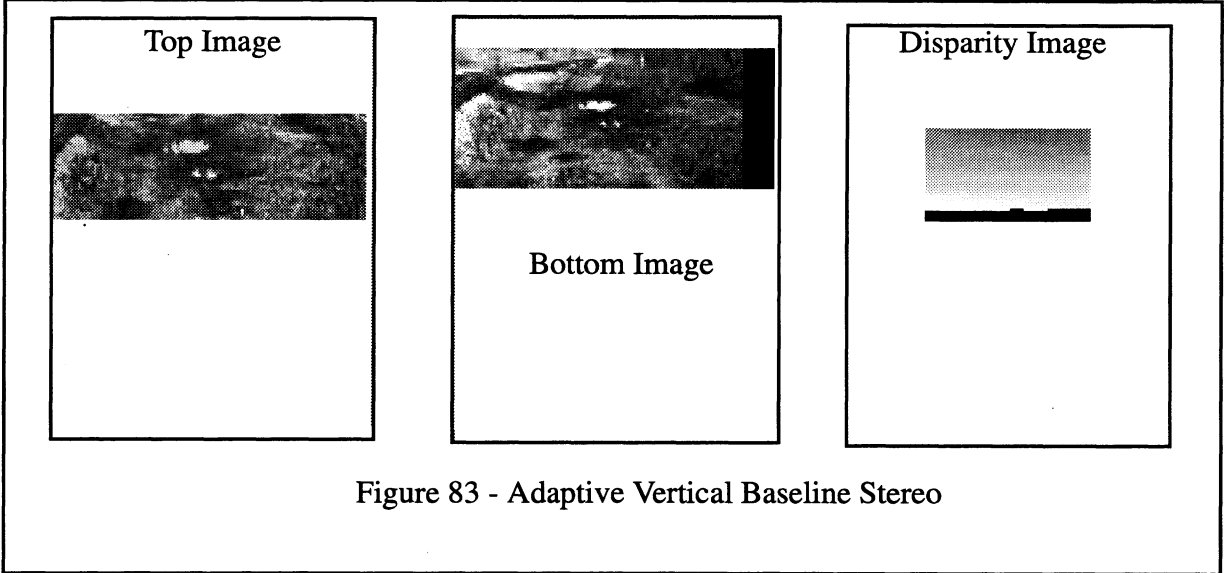 Top Image
Bottom Image
Disparity Image
Figure 83 - Adaptive Vertical Baseline Stereo